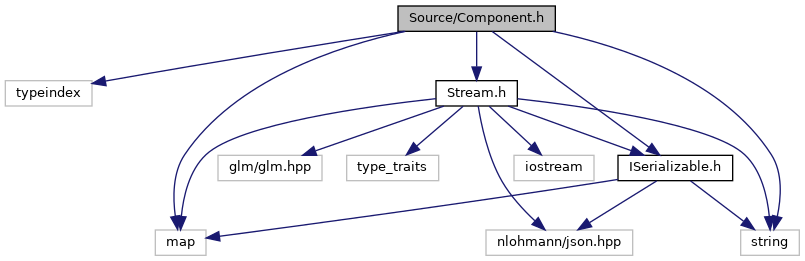 Source/Component.h
typeindex
Stream.h
glm/glm.hpp
type_traits
iostream
ISerializable.h
map
nlohmann/json.hpp
string